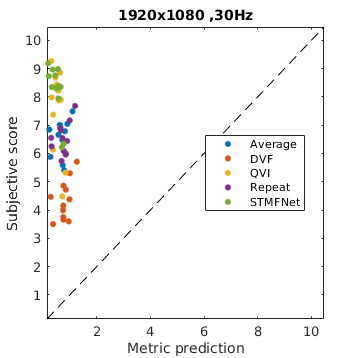 1920x1080 ,30Hz
Subjective score
10
9
8
7
6
5
4
3
2
1
Average
DVF
QVI
Repeat
STMFNet
2 4 6 8 10
Metric prediction